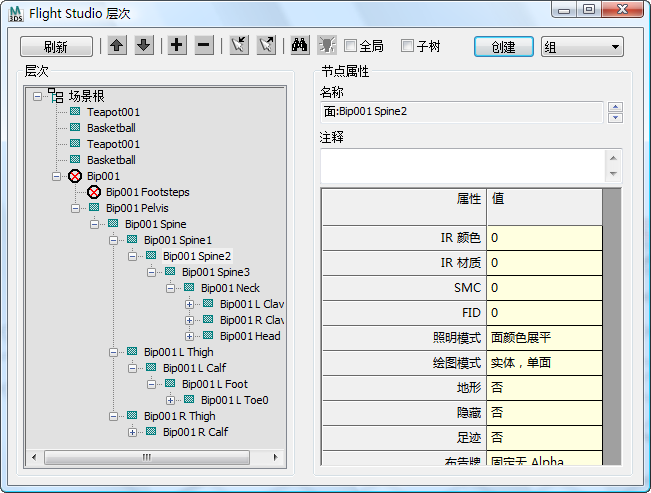 M
3DS
Flight Studio 层次
刷新
全局
子树
创建
组
层次
场景根
Teapot001
Basketball
Teapot001
Basketball
Bip001
Bip001 Footsteps
Bip001 Pelvis
Bip001 Spine
Bip001 Spine1
Bip001 Spine2
Bip001 Spine3
Bip001 Neck
Bip001 L Clav
Bip001 R Clav
Bip001 Head
Bip001 L Thigh
Bip001 L Calf
Bip001 L Foot
Bip001 L Toe0
Bip001 R Thigh
Bip001 R Calf
节点属性
名称
面:Bip001 Spine2
注释
属性 值
IR 颜色 0
IR 材质 0
SMC 0
FID 0
照明模式 面颜色展平
绘图模式 实体，单面
地形 否
隐藏 否
足迹 否
布告牌 固定无 Alpha